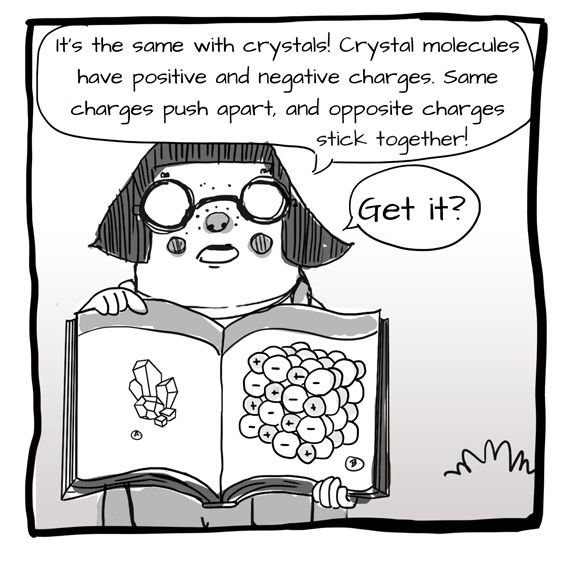 It's the same with crystals! Crystal molecules
have positive and negative charges. Same
charges push apart, and opposite charges
stick together!
Get it?
A
B